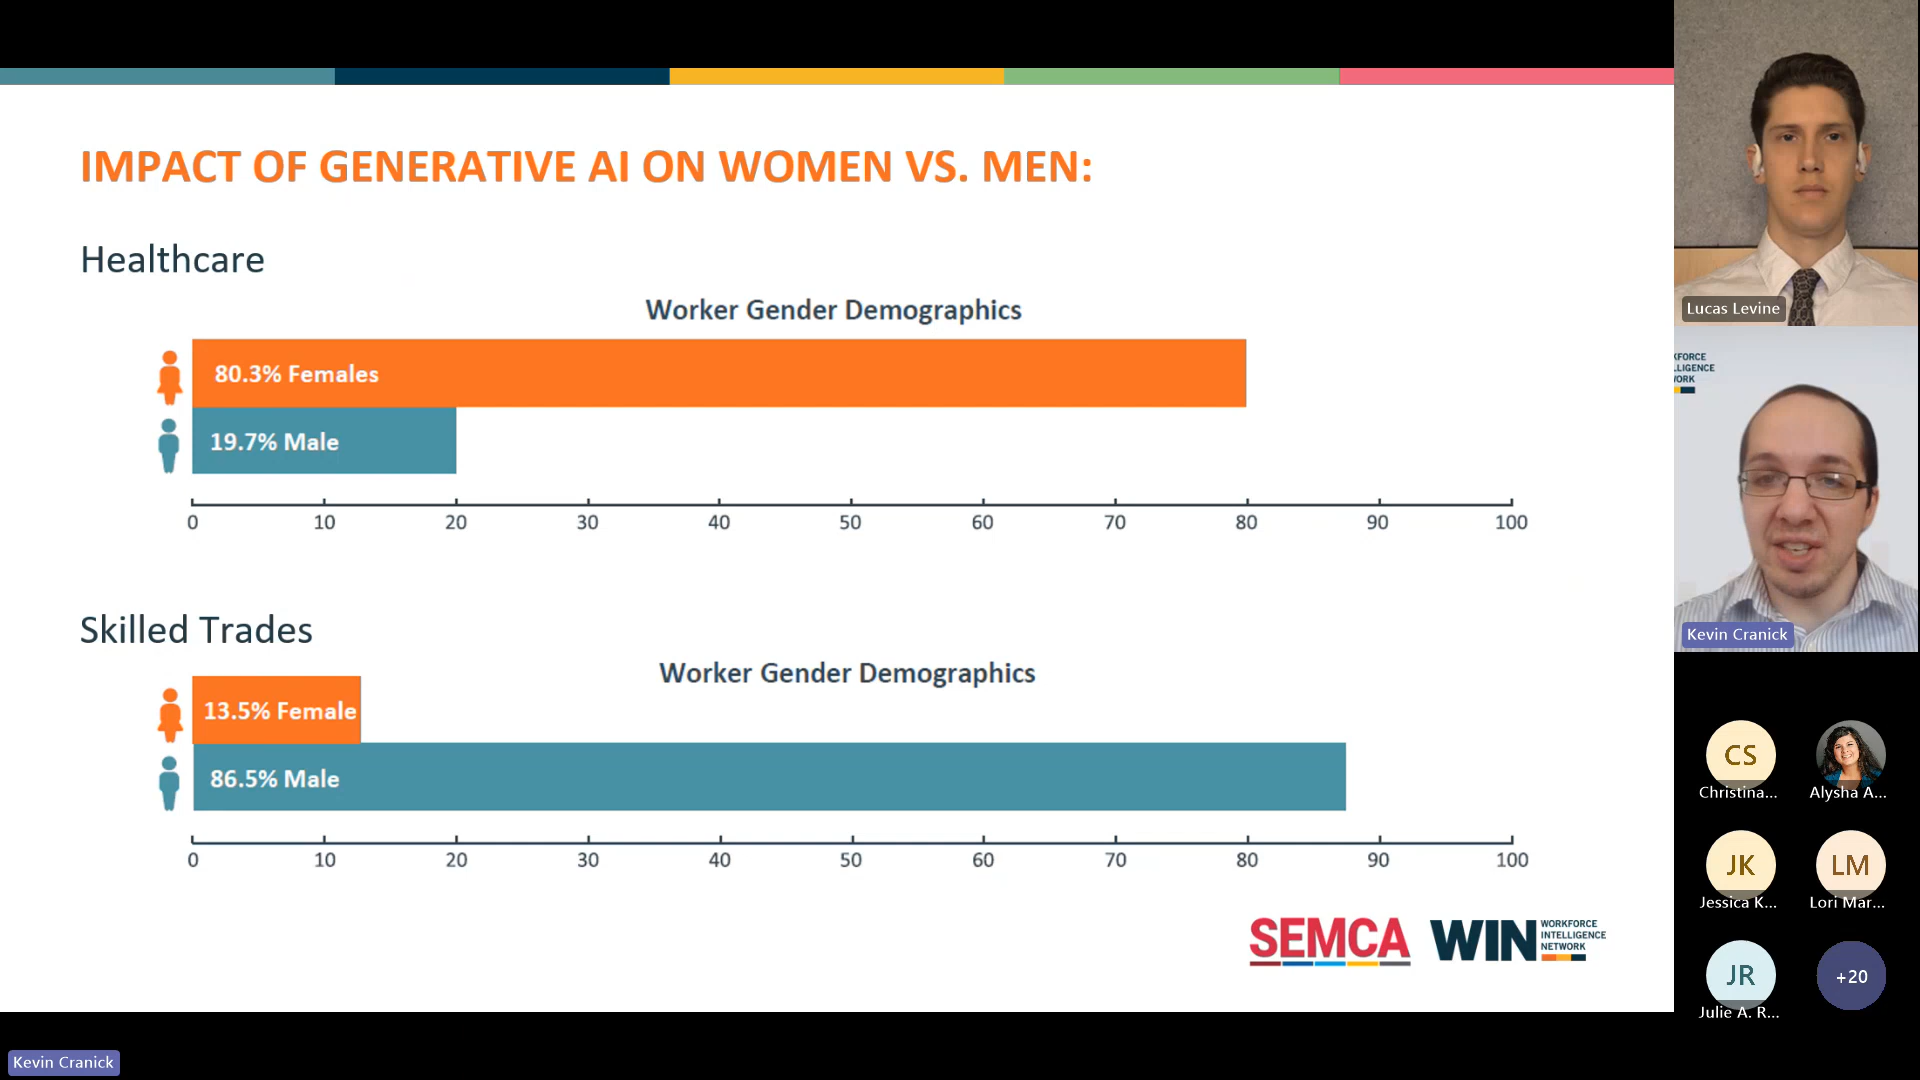 IMPACT OF GENERATIVE AI ON WOMEN VS. MEN:
Healthcare
Worker Gender Demographics
80.3% Females
19.7% Male
0 10 20 30 40 50 60 70 80 90 100
Skilled Trades
Worker Gender Demographics
13.5% Female
86.5% Male
0 10 20 30 40 50 60 70 80 90 100
SEMCA
WIN
WORKFORCE
INTELLIGENCE
NETWORK
Lucas Levine
KFORCE
LLIGENCE
VORK
Kevin Cranick
CS
Christina...
Alysha A...
JK
Jessica K...
LM
Lori Mar...
JR
Julie A. R...
+20
Kevin Cranick